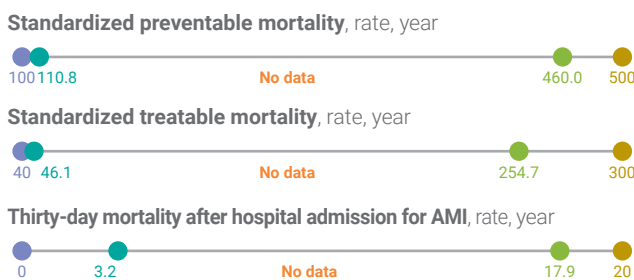 Standardized preventable mortality, rate, year
100 110.8 No data 460.0 500
Standardized treatable mortality, rate, year
40 46.1 No data 254.7 300
Thirty-day mortality after hospital admission for AMI, rate, year
0 3.2 No data 17.9 20